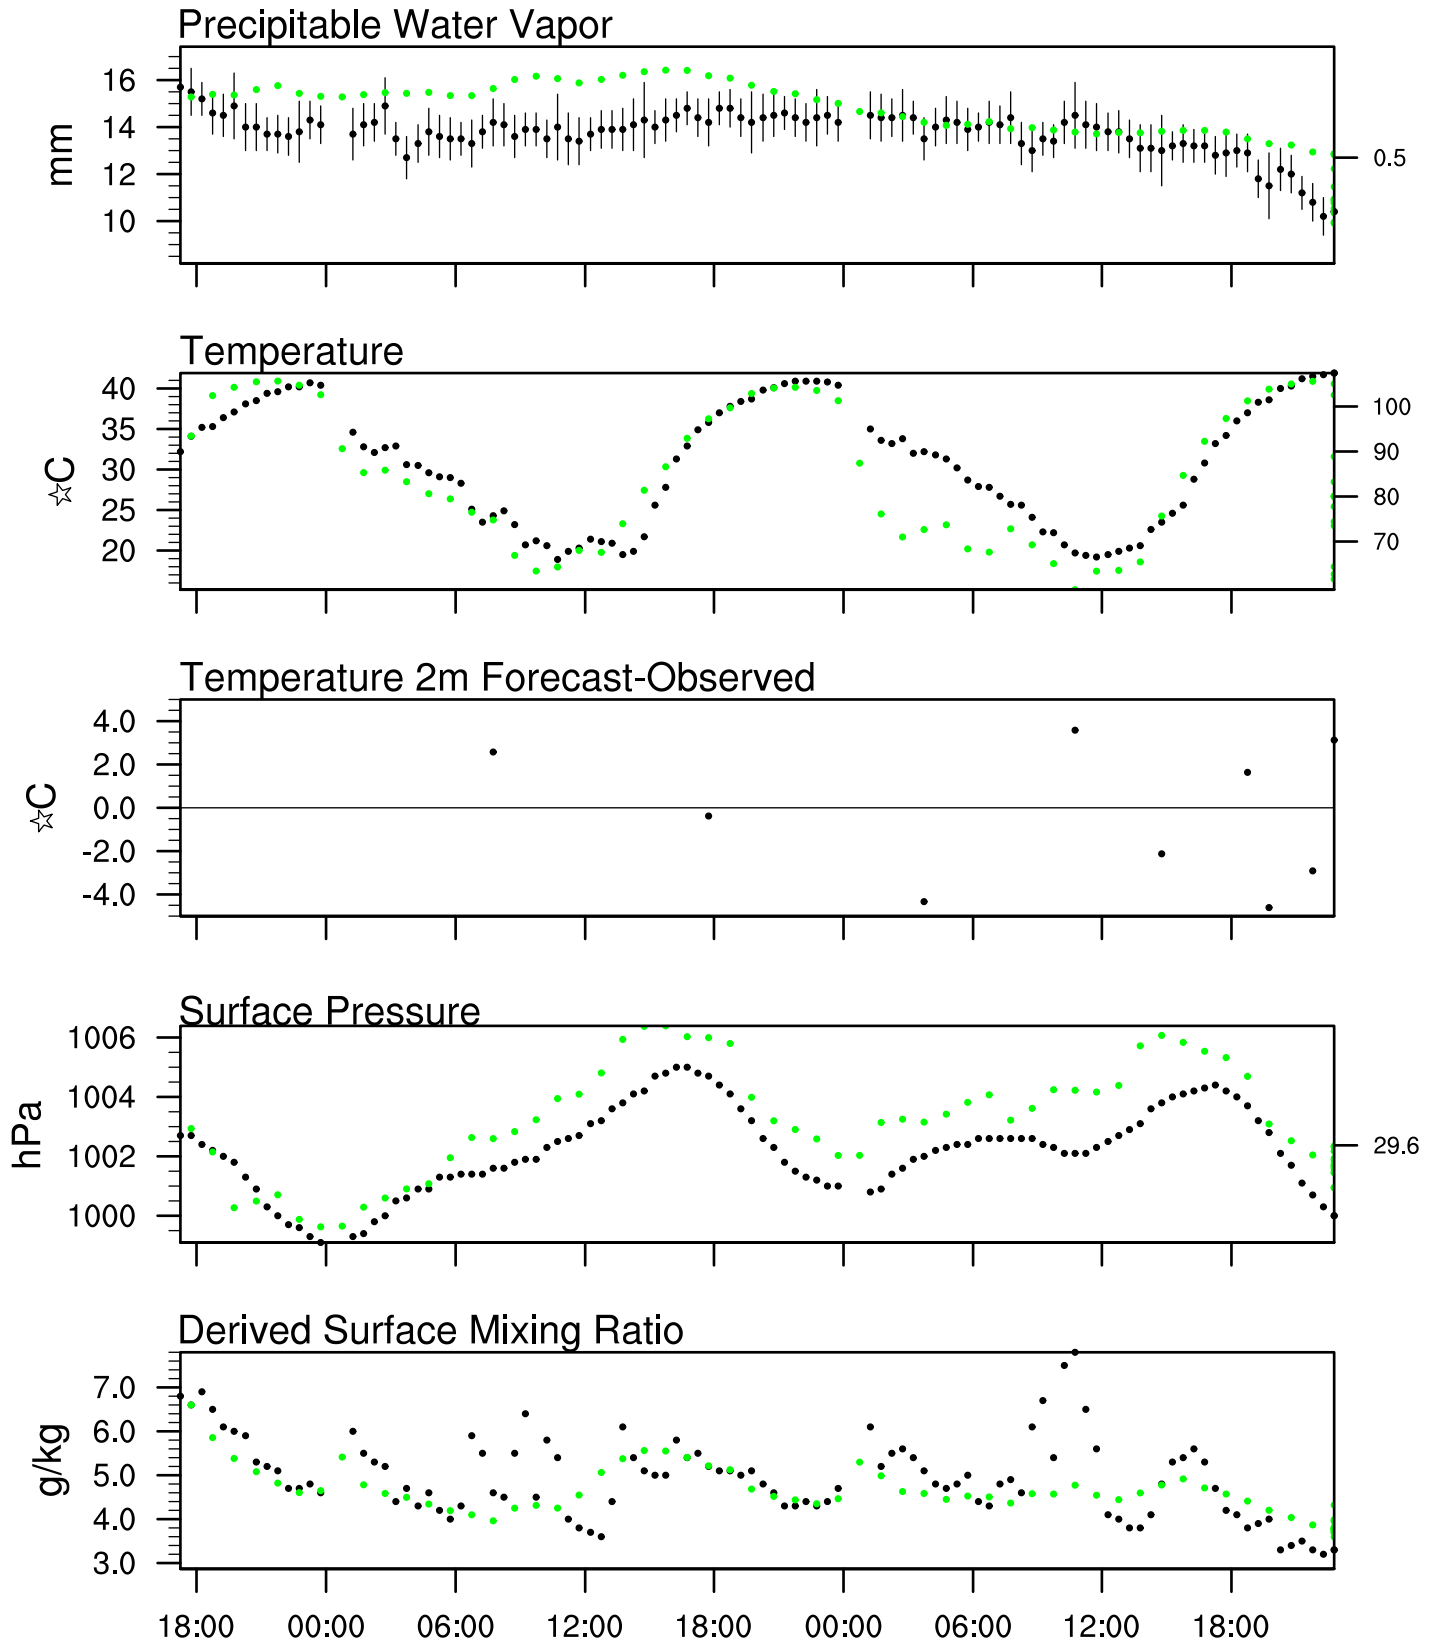 Precipitable Water Vapor
mm
16
14
12
10
0.5
Temperature
☆C
40
35
30
25
20
100
90
80
70
Temperature 2m Forecast-Observed
☆C
4.0
2.0
0.0
-2.0
-4.0
Surface Pressure
hPa
1006
1004
1002
1000
29.6
Derived Surface Mixing Ratio
g/kg
7.0
6.0
5.0
4.0
3.0
18:00 00:00 06:00 12:00 18:00 00:00 06:00 12:00 18:00